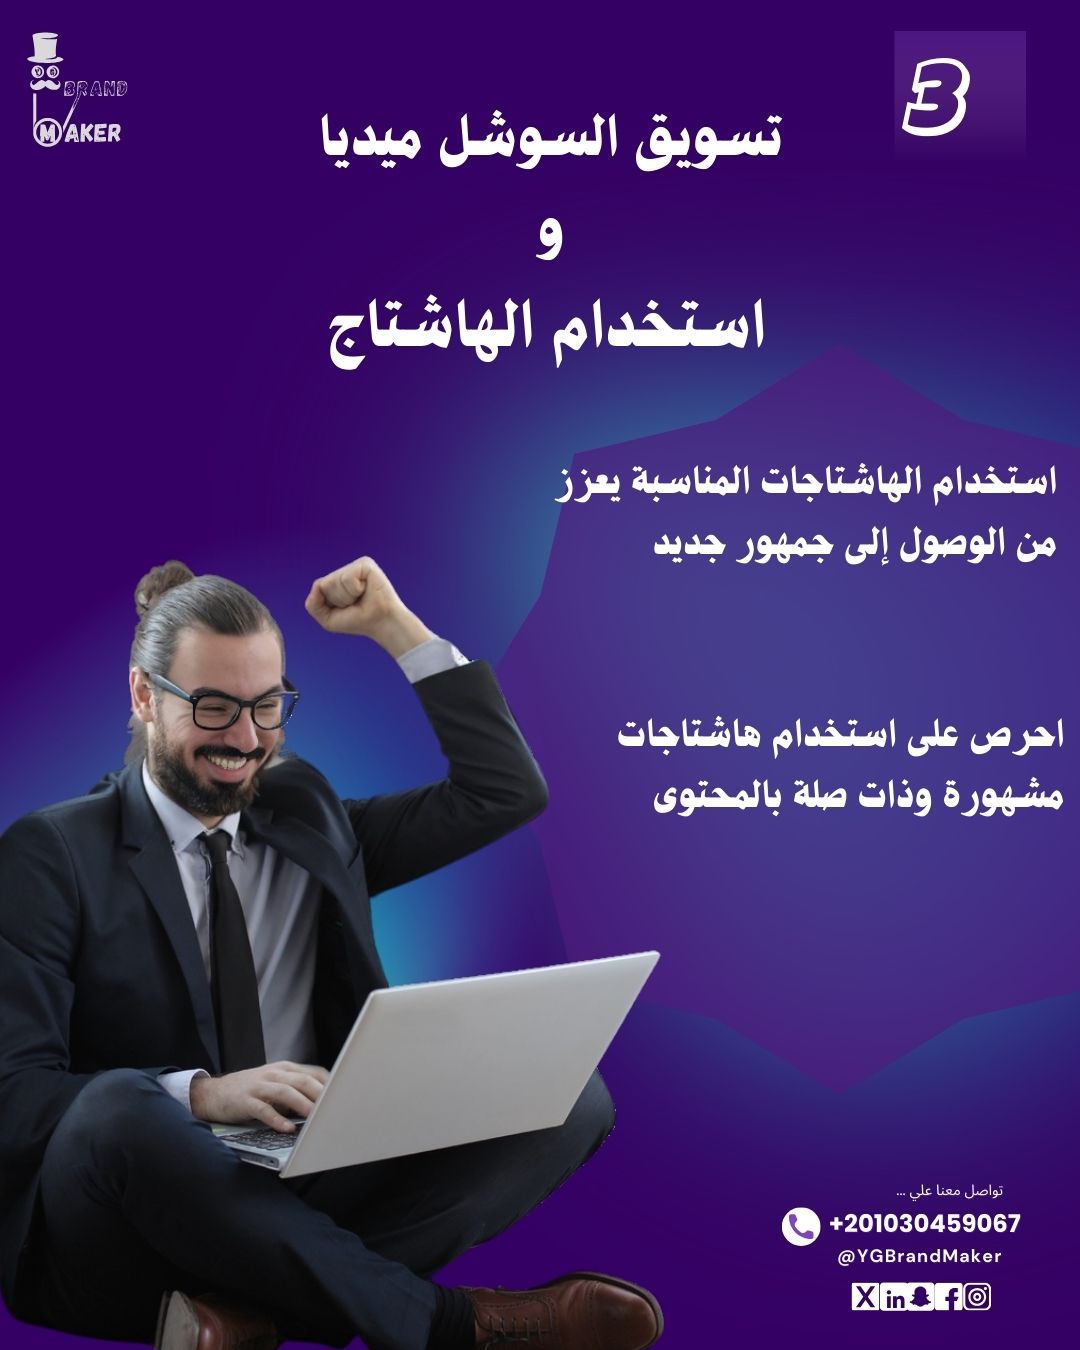 BRAND
MAKER
3
تسويق السوشل ميديا
و
استخدام الهاشتاج
استخدام الهاشتاجات المناسبة يعزز
من الوصول إلى جمهور جديد
احرص على استخدام هاشتاجات
مشهورة وذات صلة بالمحتوى
تواصل معنا علي ...
+201030459067
@YGBrandMaker